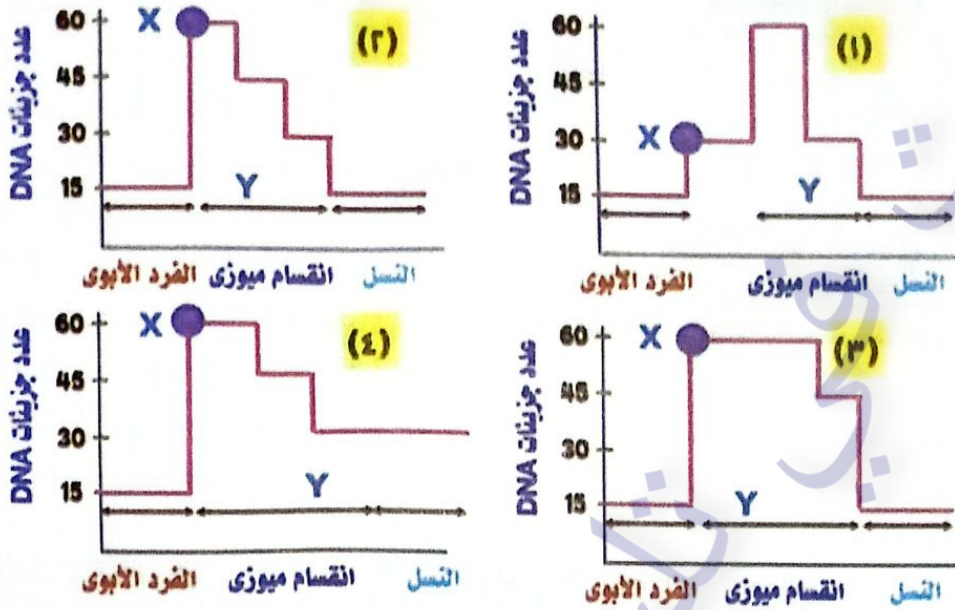 (١)
عدد جزيئات DNA
60
45
30
15
X
Y
الفرد الأبوى
انقسام ميوزى
النسل
(٢)
عدد جزيئات DNA
60
45
30
15
X
Y
الفرد الأبوى
انقسام ميوزى
النسل
(٣)
عدد جزيئات DNA
60
45
30
15
X
Y
الفرد الأبوى
انقسام ميوزى
النسل
(٤)
عدد جزيئات DNA
60
45
30
15
X
Y
الفرد الأبوى
انقسام ميوزى
النسل